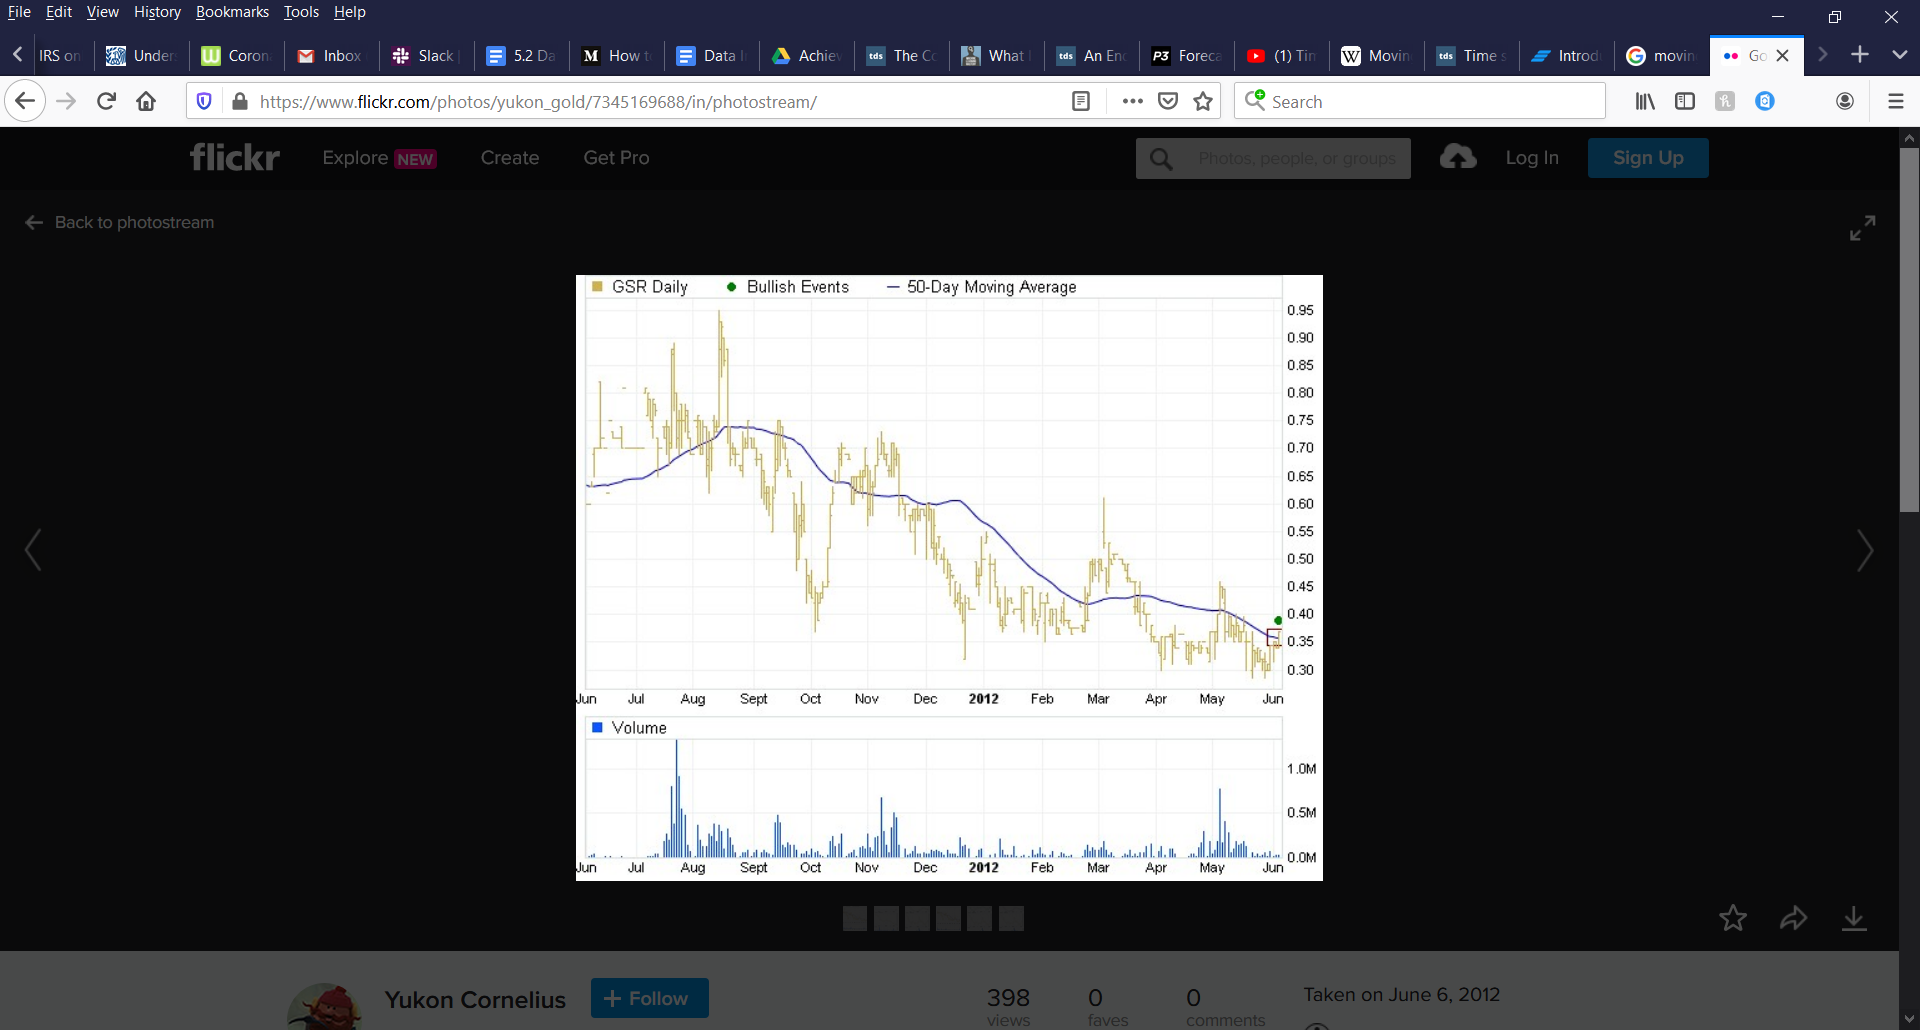 File Edit View History Bookmarks Tools Help
IRS on Unders Coron Inbox Slack 5.2 Da How to Data I Achiev The Co What An End Foreca (1) Tim Movin Time s Introd movin Go
https://www.flickr.com/photos/yukon_gold/7345169688/in/photostream/ Search
flickr Explore NEW Create Get Pro Photos, people, or groups Log In Sign Up
Back to photostream
GSR Daily Bullish Events 50-Day Moving Average
0.95
0.90
0.85
0.80
0.75
0.70
0.65
0.60
0.55
0.50
0.45
0.40
0.35
0.30
Jun Jul Aug Sept Oct Nov Dec 2012 Feb Mar Apr May Jun
Volume
1.0M
0.5M
0.0M
Jun Jul Aug Sept Oct Nov Dec 2012 Feb Mar Apr May Jun
Yukon Cornelius + Follow 398 0 0 Taken on June 6, 2012
views faves comments